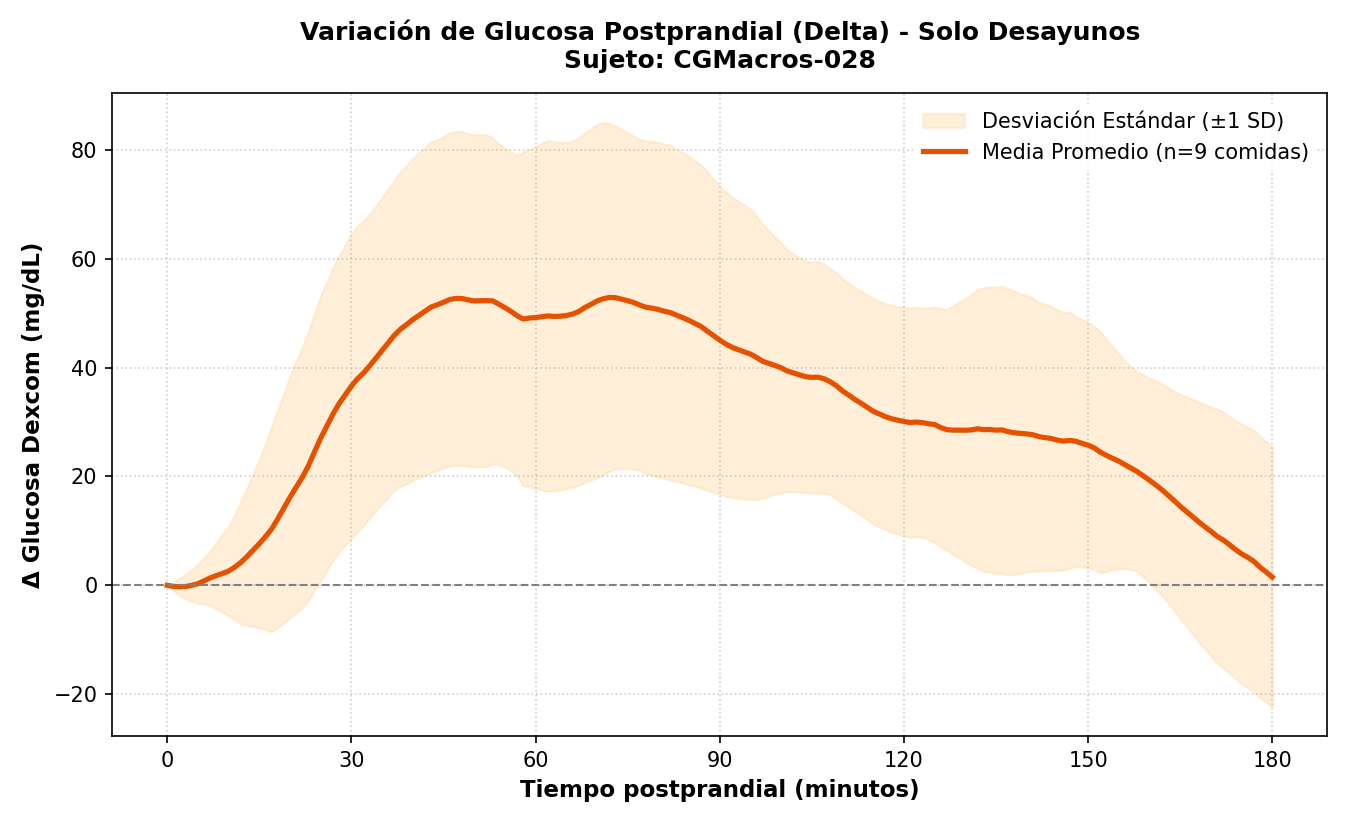 Variación de Glucosa Postprandial (Delta) - Solo Desayunos
Sujeto: CGMacros-028
Desviación Estándar (±1 SD)
Media Promedio (n=9 comidas)
Δ Glucosa Dexcom (mg/dL)
80
60
40
20
0
−20
0 30 60 90 120 150 180
Tiempo postprandial (minutos)